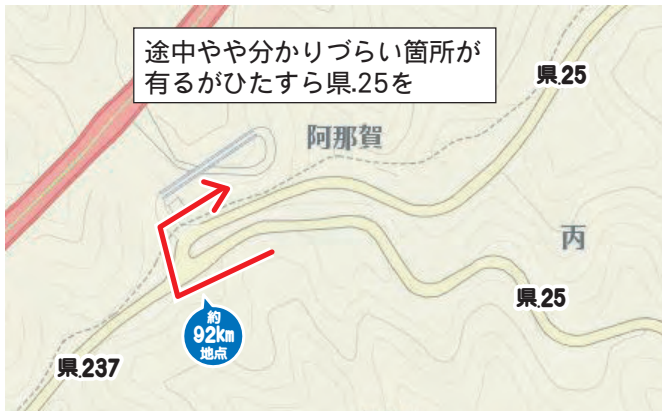 途中やや分かりづらい箇所が
有るがひたすら県.25を
県.25
阿那賀
丙
県.25
約
92km
地点
県.237